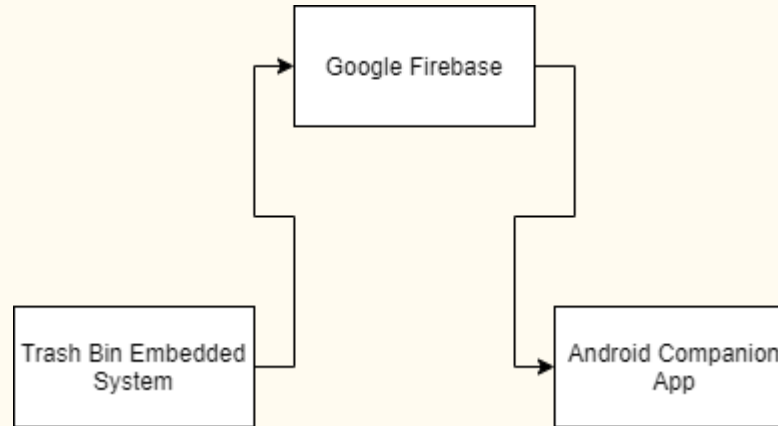 Google Firebase
Trash Bin Embedded
System
Android Companion
App